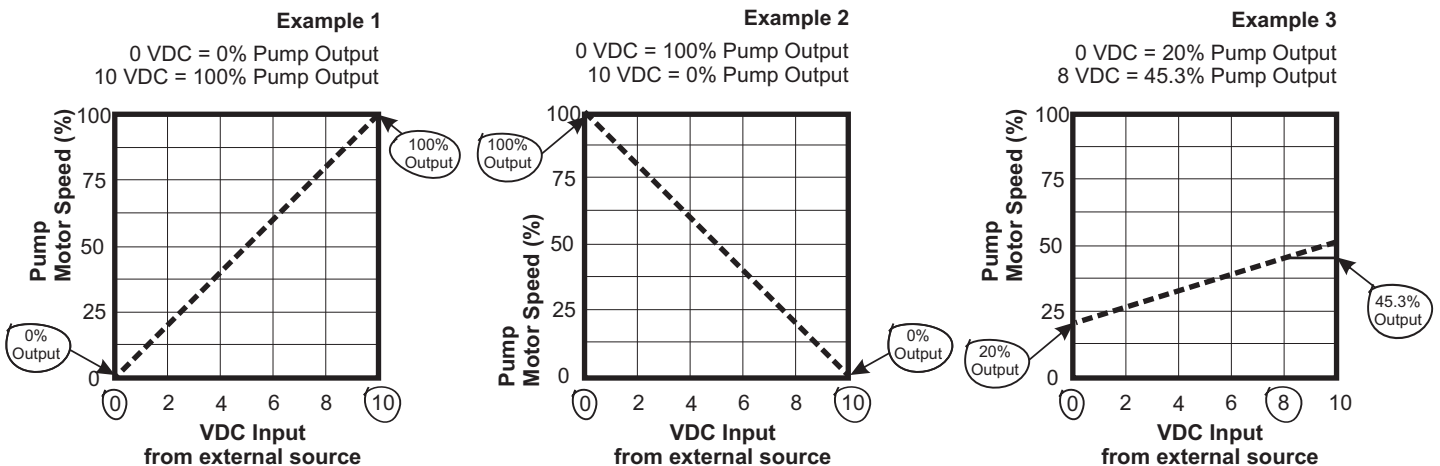 Example 1
0 VDC = 0% Pump Output
10 VDC = 100% Pump Output
Pump
Motor Speed (%)
100
75
50
25
0
100%
Output
0%
Output
0 2 4 6 8 10
VDC Input
from external source
Example 2
0 VDC = 100% Pump Output
10 VDC = 0% Pump Output
Pump
Motor Speed (%)
100
75
50
25
0
100%
Output
0%
Output
0 2 4 6 8 10
VDC Input
from external source
Example 3
0 VDC = 20% Pump Output
8 VDC = 45.3% Pump Output
Pump
Motor Speed (%)
100
75
50
25
0
45.3%
Output
20%
Output
0 2 4 6 8 10
VDC Input
from external source